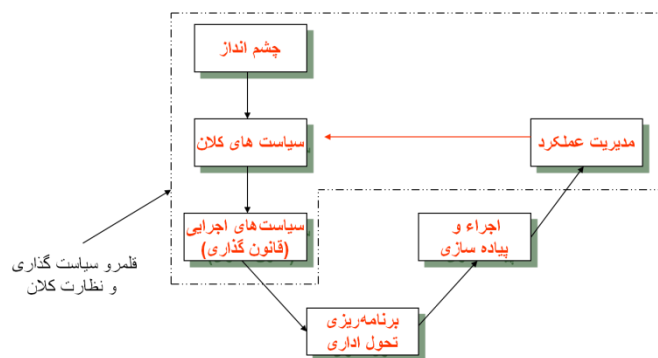 چشم انداز
سیاست های کلان
مدیریت عملکرد
سیاست‌های اجرایی
(قانون گذاری)
اجراء و
پیاده سازی
قلمرو سیاست گذاری
و نظارت کلان
برنامه‌ریزی
تحول اداری